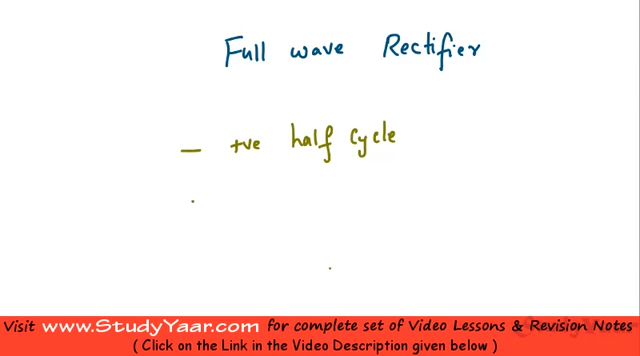 Full wave Rectifier
– +ve half cycle
Visit www.StudyYaar.com for complete set of Video Lessons & Revision Notes
( Click on the Link in the Video Description given below )